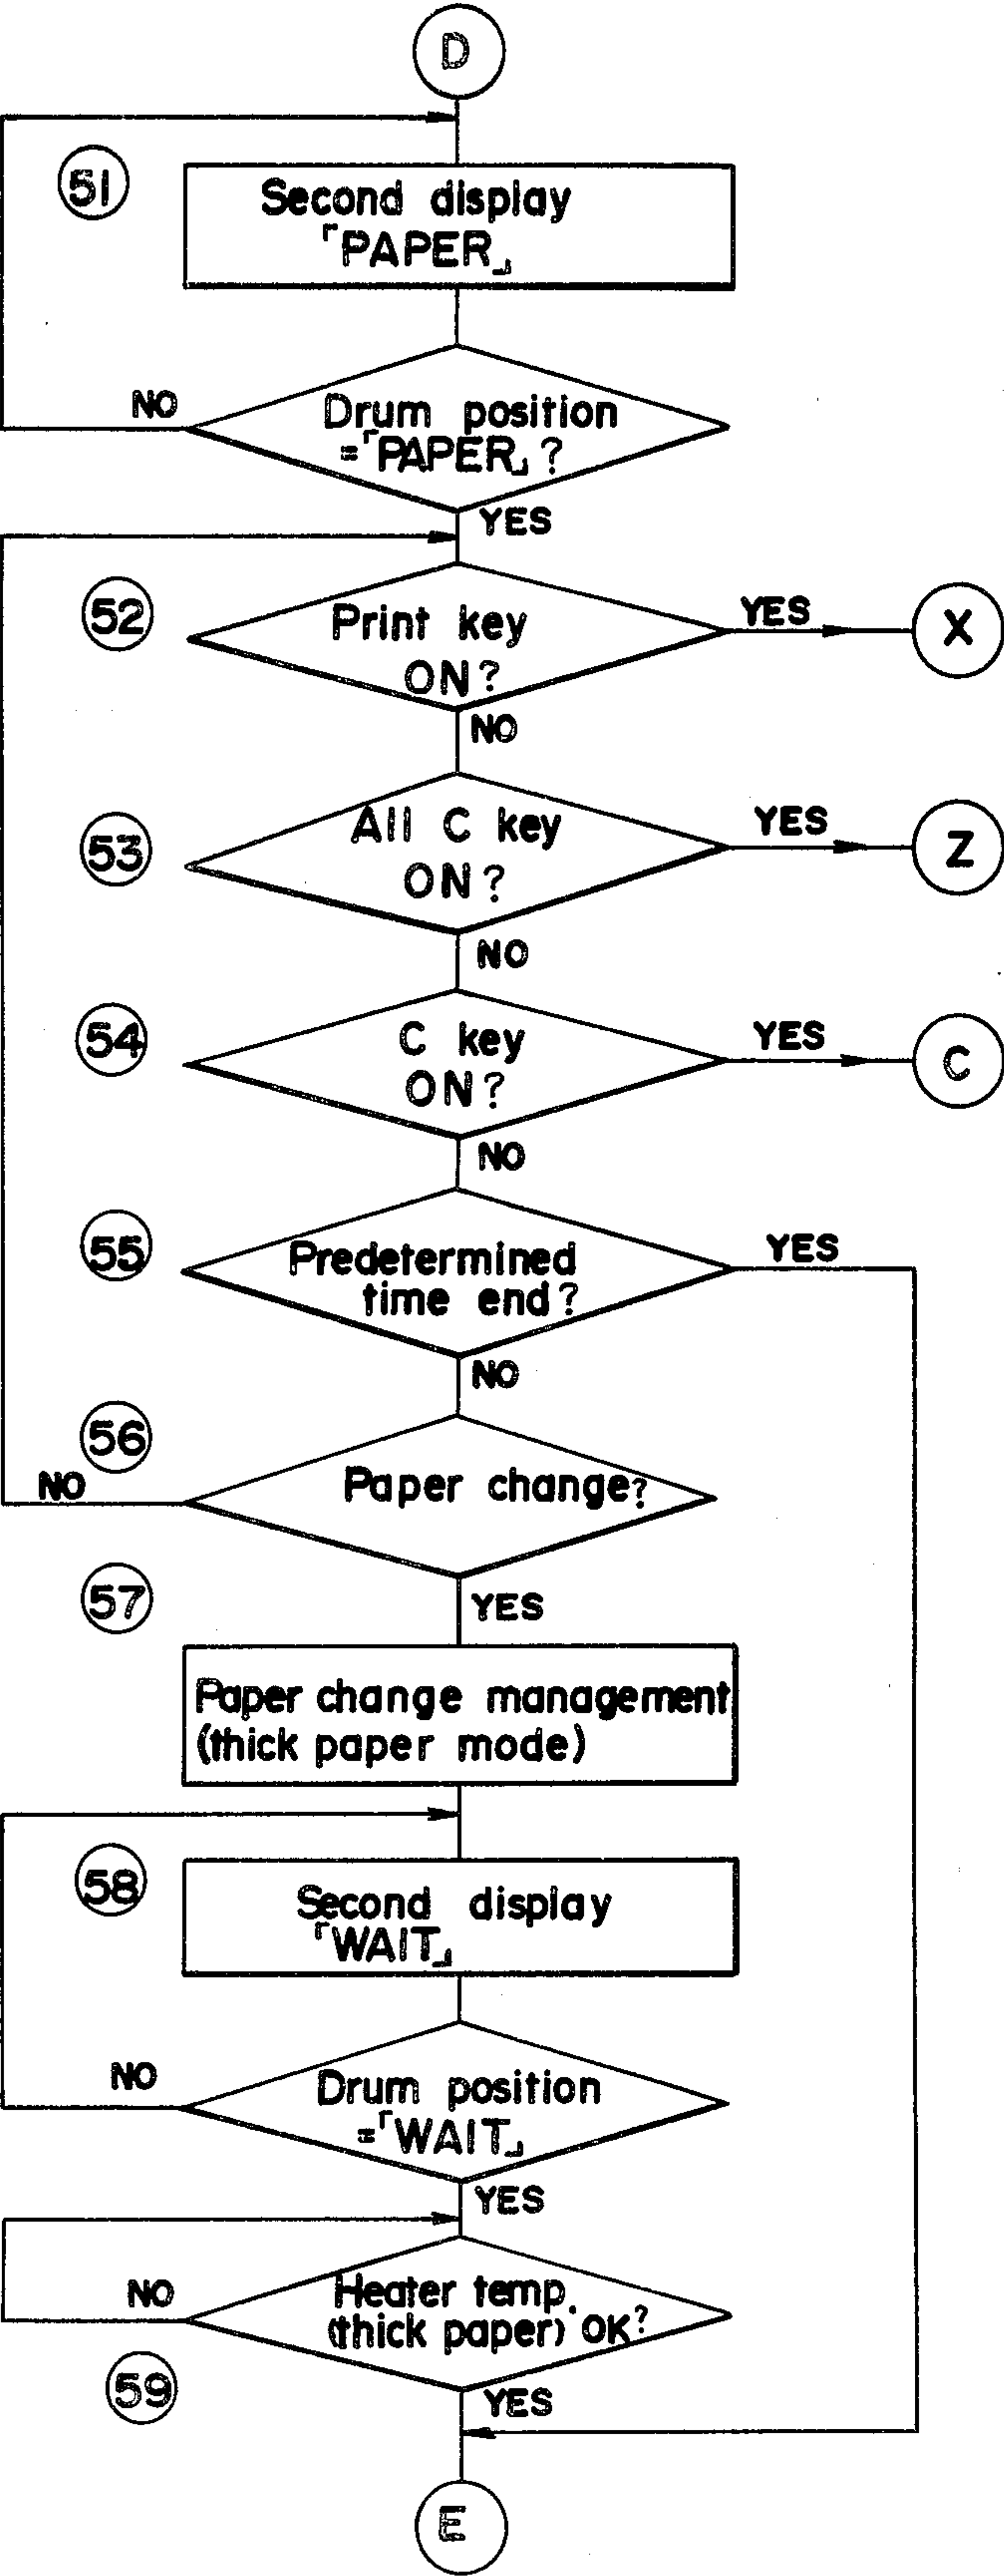 D
51
Second display
「PAPER」
NO
Drum position
=「PAPER」?
YES
52
Print key
ON?
YES
X
NO
53
All C key
ON?
YES
Z
NO
54
C key
ON?
YES
C
NO
55
Predetermined
time end?
YES
NO
56
NO
Paper change?
57
YES
Paper change management
(thick paper mode)
58
Second display
「WAIT」
NO
Drum position
=「WAIT」
YES
NO
Heater temp.
(thick paper) OK?
59
YES
E